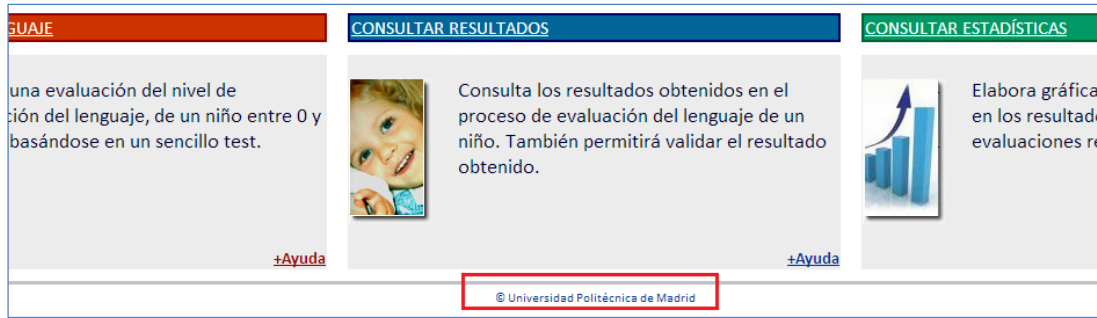 GUAJE
una evaluación del nivel de
ción del lenguaje, de un niño entre 0 y
basándose en un sencillo test.
+Ayuda
CONSULTAR RESULTADOS
Consulta los resultados obtenidos en el
proceso de evaluación del lenguaje de un
niño. También permitirá validar el resultado
obtenido.
+Ayuda
CONSULTAR ESTADÍSTICAS
Elabora gráfica
en los resultad
evaluaciones re
© Universidad Politécnica de Madrid